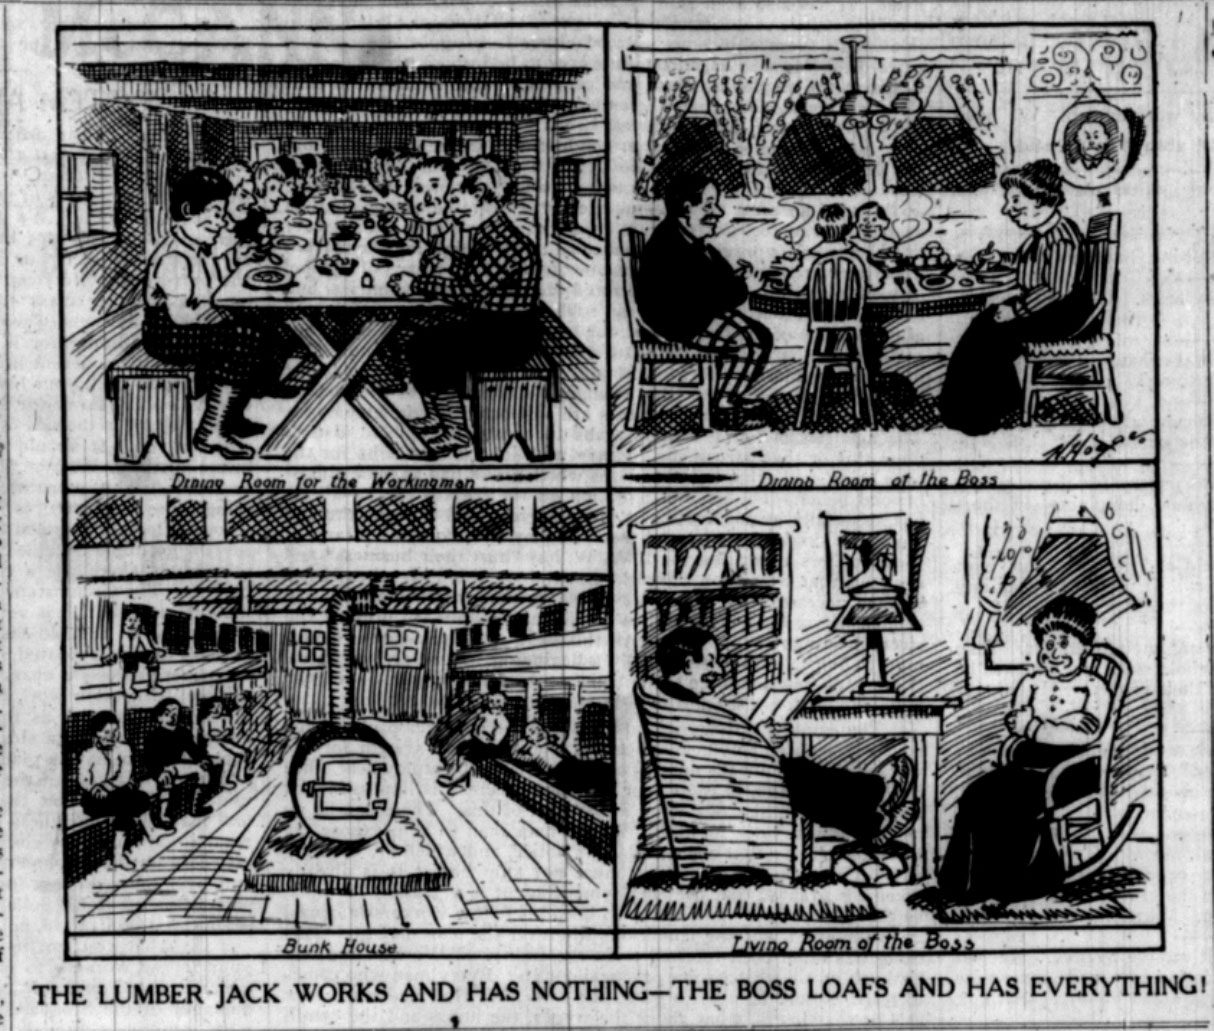 Dining Room for the Workingman
Dining Room of the Boss
Bunk House
Living Room of the Boss
THE LUMBER JACK WORKS AND HAS NOTHING—THE BOSS LOAFS AND HAS EVERYTHING!